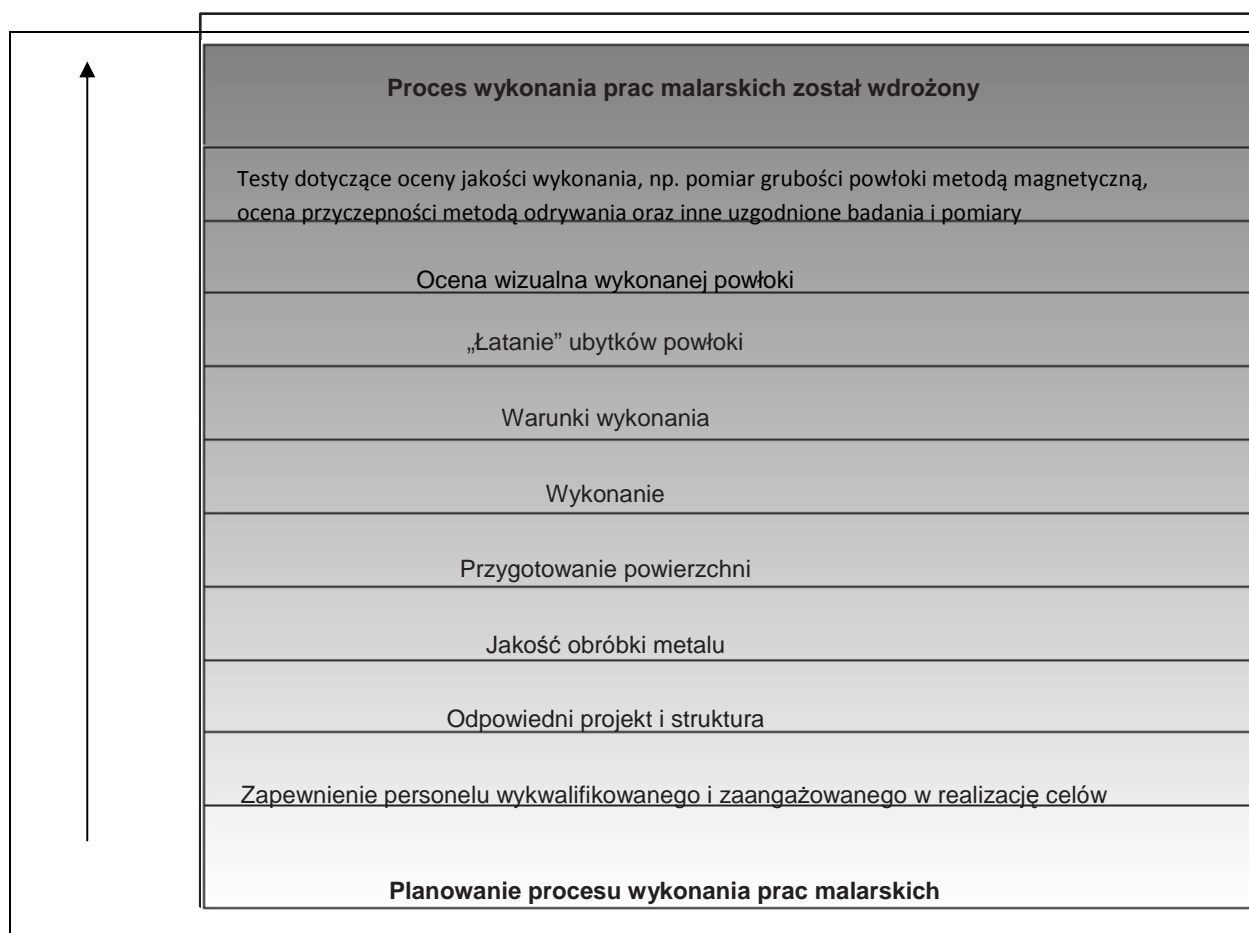 Proces wykonania prac malarskich został wdrożony
Testy dotyczące oceny jakości wykonania, np. pomiar grubości powłoki metodą magnetyczną,
ocena przyczepności metodą odrywania oraz inne uzgodnione badania i pomiary
Ocena wizualna wykonanej powłoki
„Łatanie” ubytków powłoki
Warunki wykonania
Wykonanie
Przygotowanie powierzchni
Jakość obróbki metalu
Odpowiedni projekt i struktura
Zapewnienie personelu wykwalifikowanego i zaangażowanego w realizację celów
Planowanie procesu wykonania prac malarskich